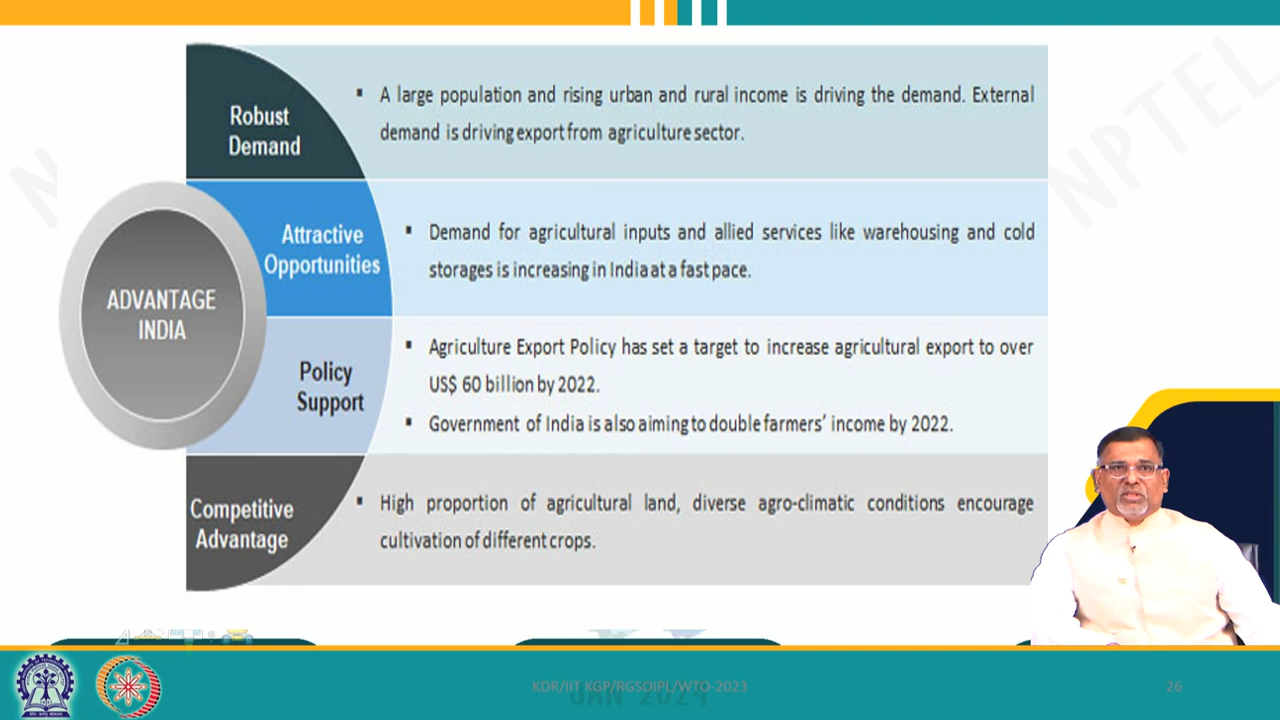 Robust
Demand
▪ A large population and rising urban and rural income is driving the demand. External
demand is driving export from agriculture sector.
ADVANTAGE
INDIA
Attractive
Opportunities
▪ Demand for agricultural inputs and allied services like warehousing and cold
storages is increasing in India at a fast pace.
Policy
Support
▪ Agriculture Export Policy has set a target to increase agricultural export to over
US$ 60 billion by 2022.
▪ Government of India is also aiming to double farmers' income by 2022.
Competitive
Advantage
▪ High proportion of agricultural land, diverse agro-climatic conditions encourage
cultivation of different crops.
NPTEL
KDR/IIT KGP/RGSOIPL/WTO-2023
JAN 2024
26